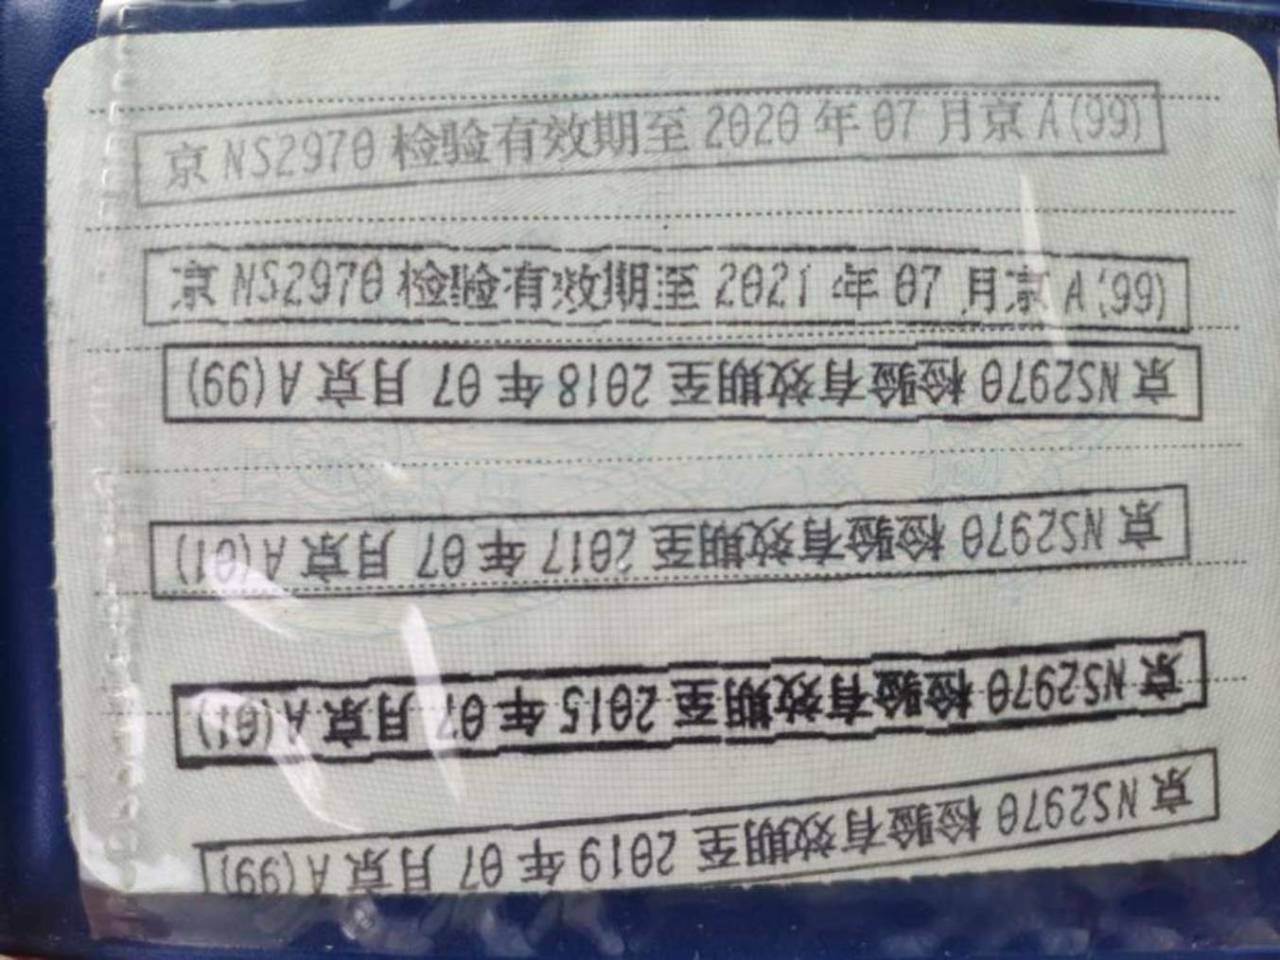 京 NS2970 检验有效期至 2020 年 07 月京 A(99)
京 NS2970 检验有效期至 2021 年 07 月京 A(99)
京 NS2970 检验有效期至 2018 年 07 月京 A(99)
京 NS2970 检验有效期至 2017 年 07 月京 A(01)
京 NS2970 检验有效期至 2015 年 07 月京 A(01)
京 NS2970 检验有效期至 2019 年 07 月京 A(99)